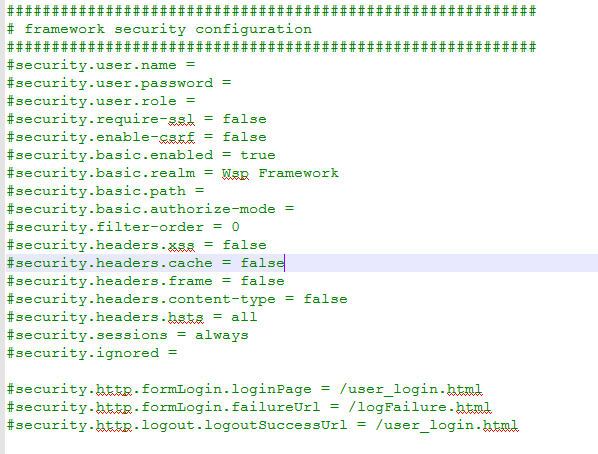 ############################################################
# framework security configuration
############################################################
#security.user.name =
#security.user.password =
#security.user.role =
#security.require-ssl = false
#security.enable-csrf = false
#security.basic.enabled = true
#security.basic.realm = Wsp Framework
#security.basic.path =
#security.basic.authorize-mode =
#security.filter-order = 0
#security.headers.xss = false
#security.headers.cache = false
#security.headers.frame = false
#security.headers.content-type = false
#security.headers.hsts = all
#security.sessions = always
#security.ignored =
#security.http.formLogin.loginPage = /user_login.html
#security.http.formLogin.failureUrl = /logFailure.html
#security.http.logout.logoutSuccessUrl = /user_login.html